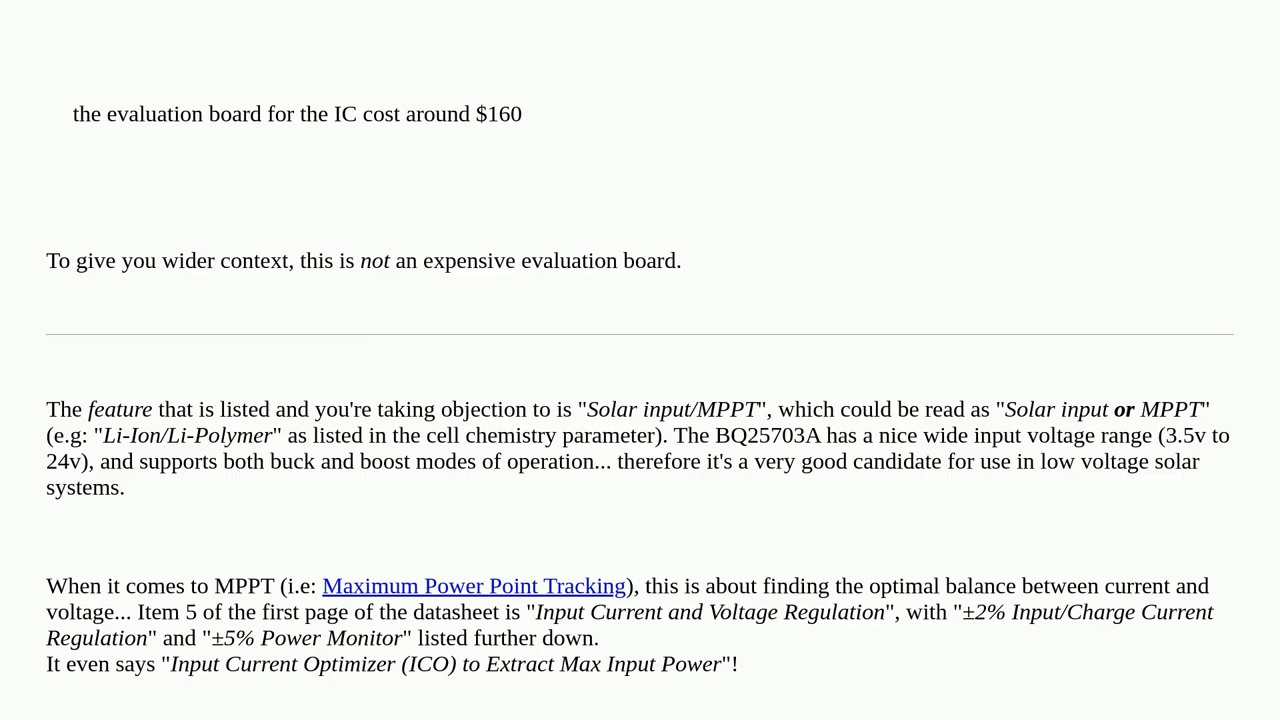 the evaluation board for the IC cost around $160
To give you wider context, this is not an expensive evaluation board.
The feature that is listed and you're taking objection to is "Solar input/MPPT", which could be read as "Solar input or MPPT"
(e.g: "Li-Ion/Li-Polymer" as listed in the cell chemistry parameter). The BQ25703A has a nice wide input voltage range (3.5v to
24v), and supports both buck and boost modes of operation... therefore it's a very good candidate for use in low voltage solar
systems.
When it comes to MPPT (i.e: Maximum Power Point Tracking), this is about finding the optimal balance between current and
voltage... Item 5 of the first page of the datasheet is "Input Current and Voltage Regulation", with "±2% Input/Charge Current
Regulation" and "±5% Power Monitor" listed further down.
It even says "Input Current Optimizer (ICO) to Extract Max Input Power"!